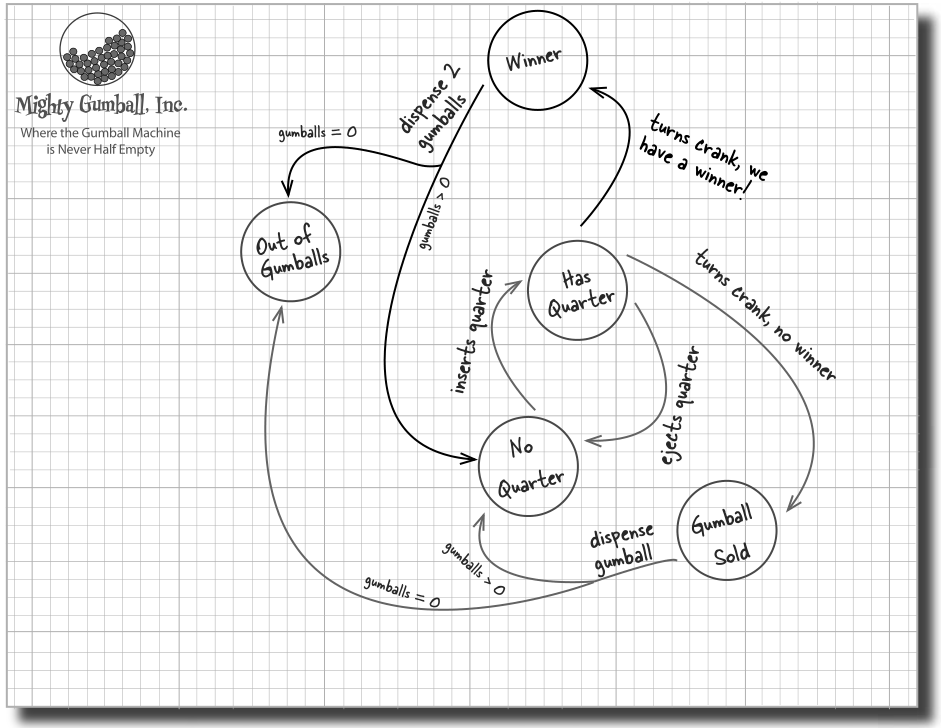 Mighty Gumball, Inc.
Where the Gumball Machine
is Never Half Empty
Winner
dispense 2
gumballs
gumballs = 0
turns crank, we
have a winner!
gumballs > 0
Out of
Gumballs
Has
Quarter
turns crank, no winner
inserts quarter
ejects quarter
No
Quarter
Gumball
Sold
dispense
gumball
gumballs > 0
gumballs = 0